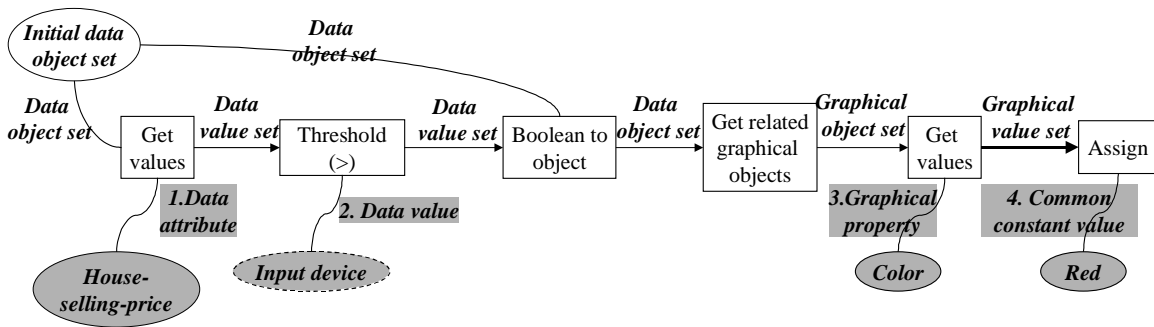 Initial data
object set
Data
object set
Data
object set
Get
values
Data
value set
Threshold
(>)
Data
value set
Boolean to
object
Data
object set
Get related
graphical
objects
Graphical
object set
Get
values
Graphical
value set
Assign
1.Data
attribute
2. Data value
3.Graphical
property
4. Common
constant value
House-
selling-price
Input device
Color
Red